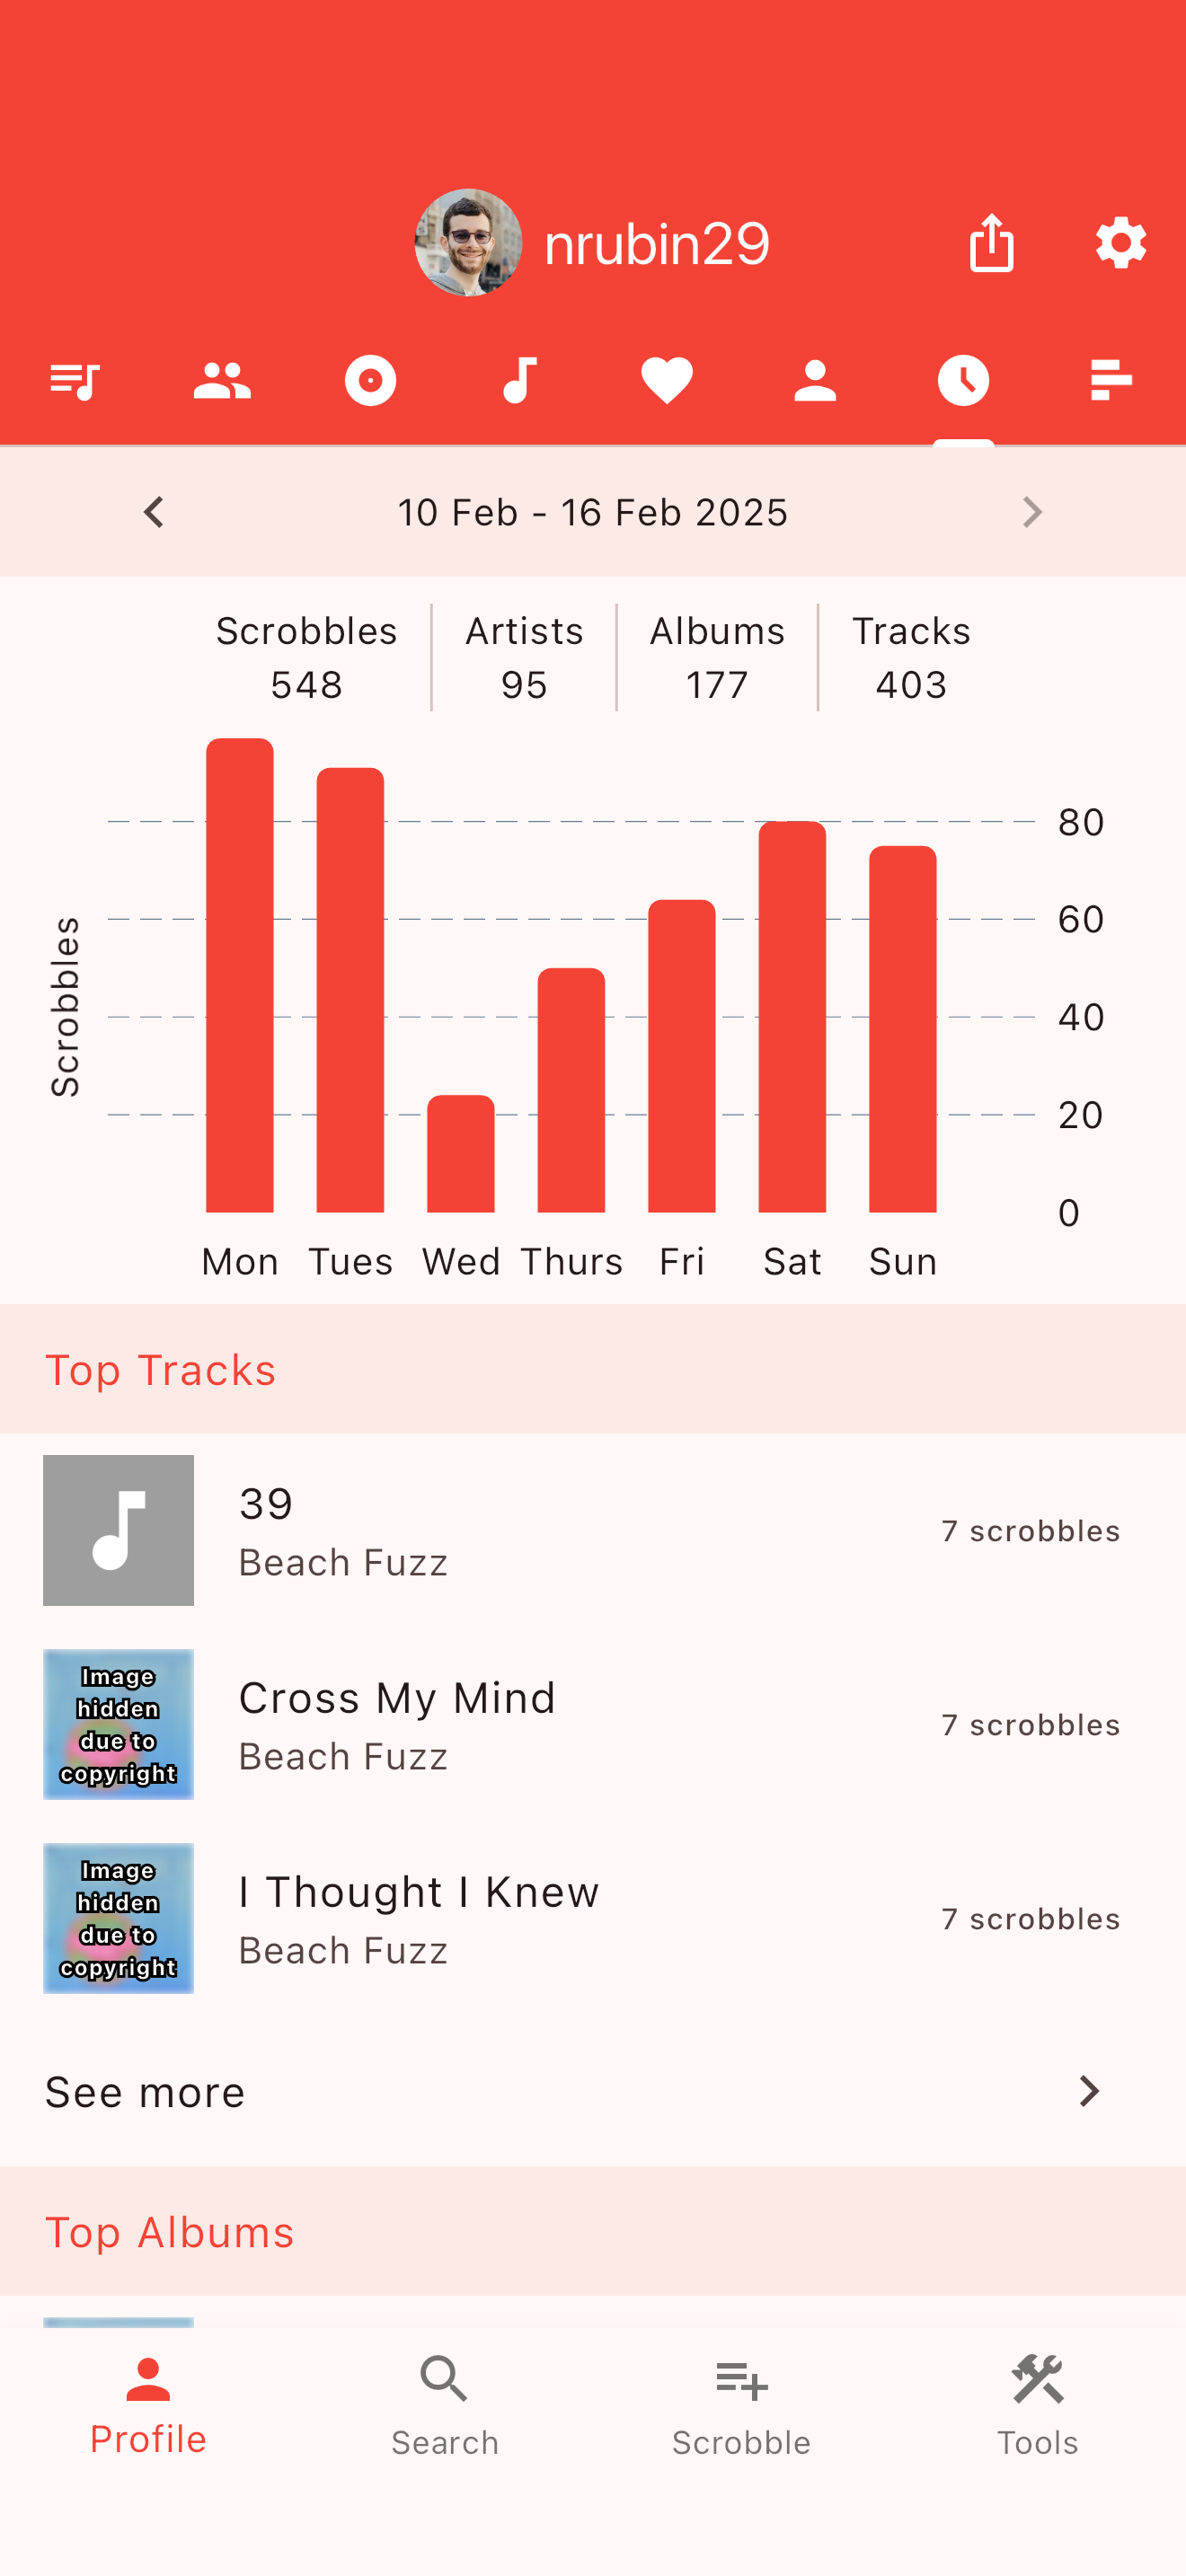 nrubin29
10 Feb - 16 Feb 2025
Scrobbles
548
Artists
95
Albums
177
Tracks
403
Scrobbles
80
60
40
20
0
Mon Tues Wed Thurs Fri Sat Sun
Top Tracks
39
Beach Fuzz
7 scrobbles
Image
hidden
due to
copyright
Cross My Mind
Beach Fuzz
7 scrobbles
Image
hidden
due to
copyright
I Thought I Knew
Beach Fuzz
7 scrobbles
See more
Top Albums
Profile
Search
Scrobble
Tools